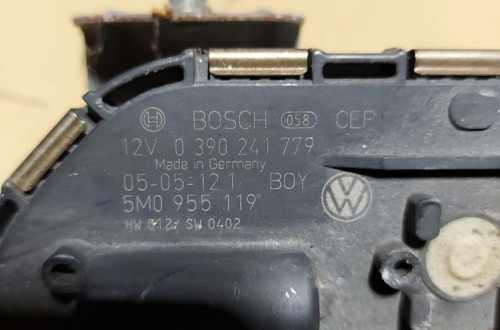 BOSCH 058 CEP
12V 0 390 241 779
Made in Germany
05-05-12 1 BOY
5M0 955 119
HW 012y SW 0402